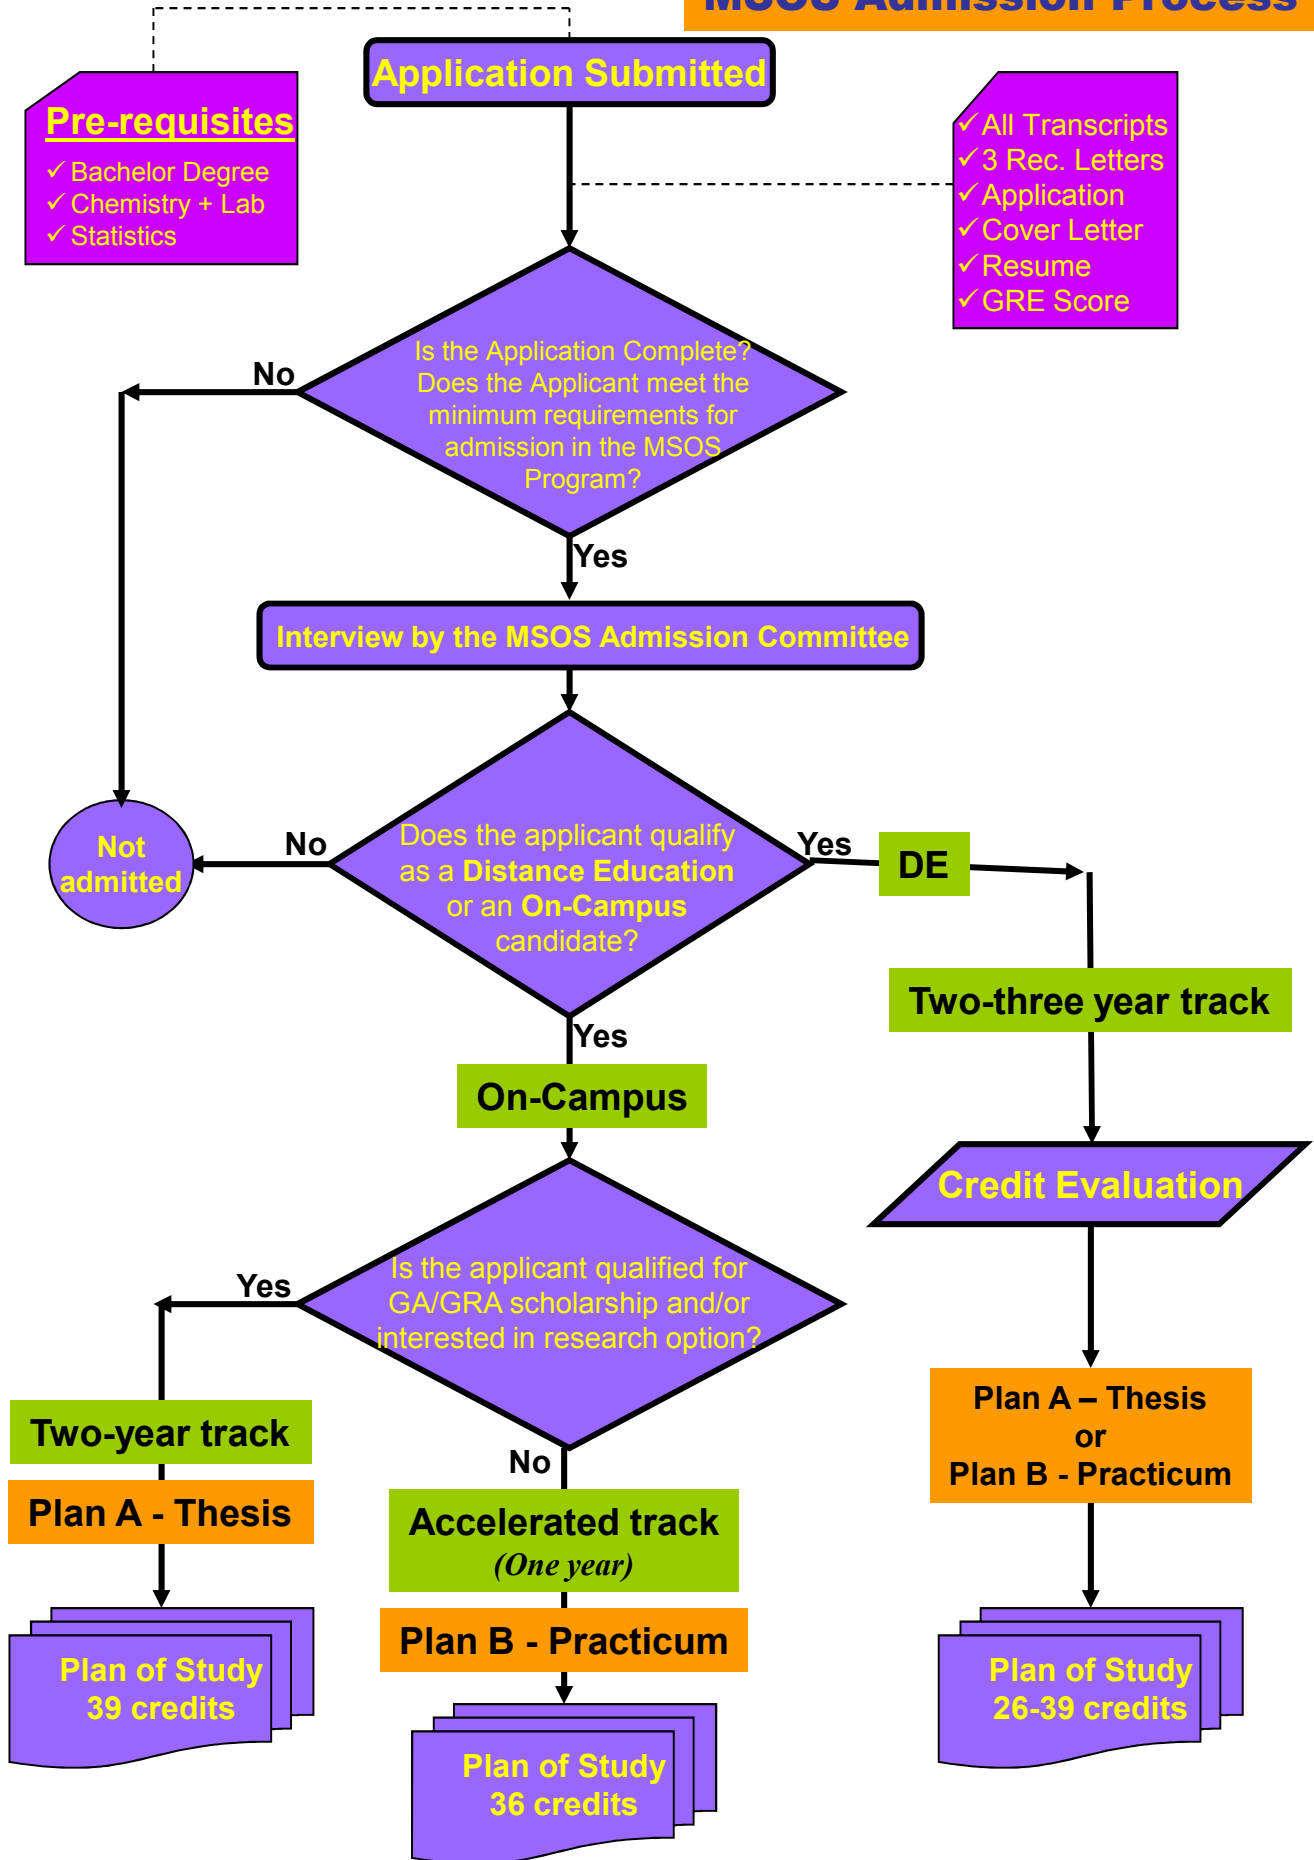 MSOS Admission Process
Application Submitted
Pre-requisites
✓ Bachelor Degree
✓ Chemistry + Lab
✓ Statistics
✓ All Transcripts
✓ 3 Rec. Letters
✓ Application
✓ Cover Letter
✓ Resume
✓ GRE Score
Is the Application Complete?
Does the Applicant meet the
minimum requirements for
admission in the MSOS
Program?
No
Yes
Interview by the MSOS Admission Committee
Does the applicant qualify
as a Distance Education
or an On-Campus
candidate?
No
Not
admitted
Yes
DE
Two-three year track
Yes
On-Campus
Credit Evaluation
Is the applicant qualified for
GA/GRA scholarship and/or
interested in research option?
Yes
Two-year track
Plan A - Thesis
Plan of Study
39 credits
No
Accelerated track
(One year)
Plan B - Practicum
Plan of Study
36 credits
Plan A – Thesis
or
Plan B - Practicum
Plan of Study
26-39 credits